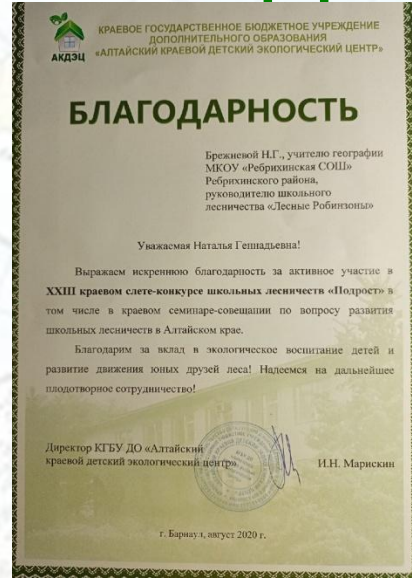 КРАЕВОЕ ГОСУДАРСТВЕННОЕ БЮДЖЕТНОЕ УЧРЕЖДЕНИЕ
ДОПОЛНИТЕЛЬНОГО ОБРАЗОВАНИЯ
«АЛТАЙСКИЙ КРАЕВОЙ ДЕТСКИЙ ЭКОЛОГИЧЕСКИЙ ЦЕНТР»
АКДЭЦ
БЛАГОДАРНОСТЬ
Брежневой Н.Г., учителю географии
МКОУ «Ребрихинская СОШ»
Ребрихинского района,
руководителю школьного
лесничества «Лесные Робинзоны»
Уважаемая Наталья Геннадьевна!
Выражаем искреннюю благодарность за активное участие в
XXIII краевом слете-конкурсе школьных лесничеств «Подрост» в
том числе в краевом семинаре-совещании по вопросу развития
школьных лесничеств в Алтайском крае.
Благодарим за вклад в экологическое воспитание детей и
развитие движения юных друзей леса! Надеемся на дальнейшее
плодотворное сотрудничество!
Директор КГБУ ДО «Алтайский
краевой детский экологический центр»
И.Н. Марискин
г. Барнаул, август 2020 г.